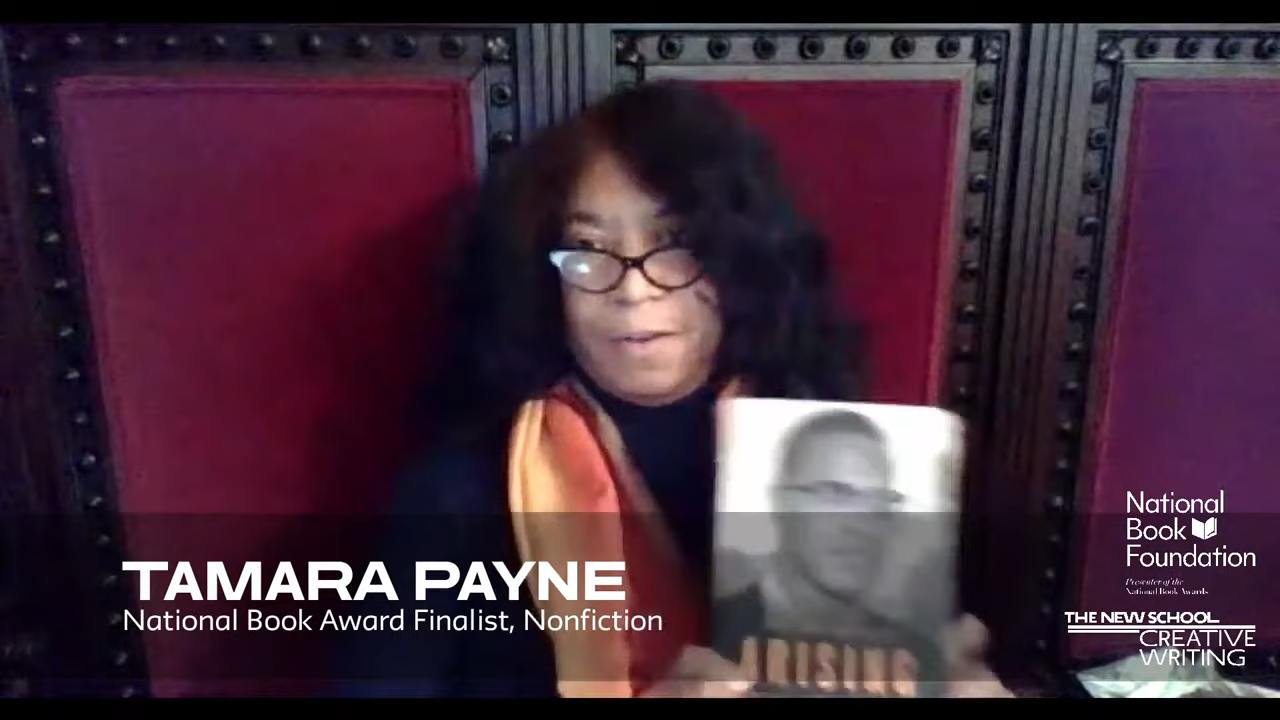 TAMARA PAYNE
National Book Award Finalist, Nonfiction
ARISING
National
Book
Foundation
Presenter of the
National Book Awards
THE NEW SCHOOL
CREATIVE
WRITING